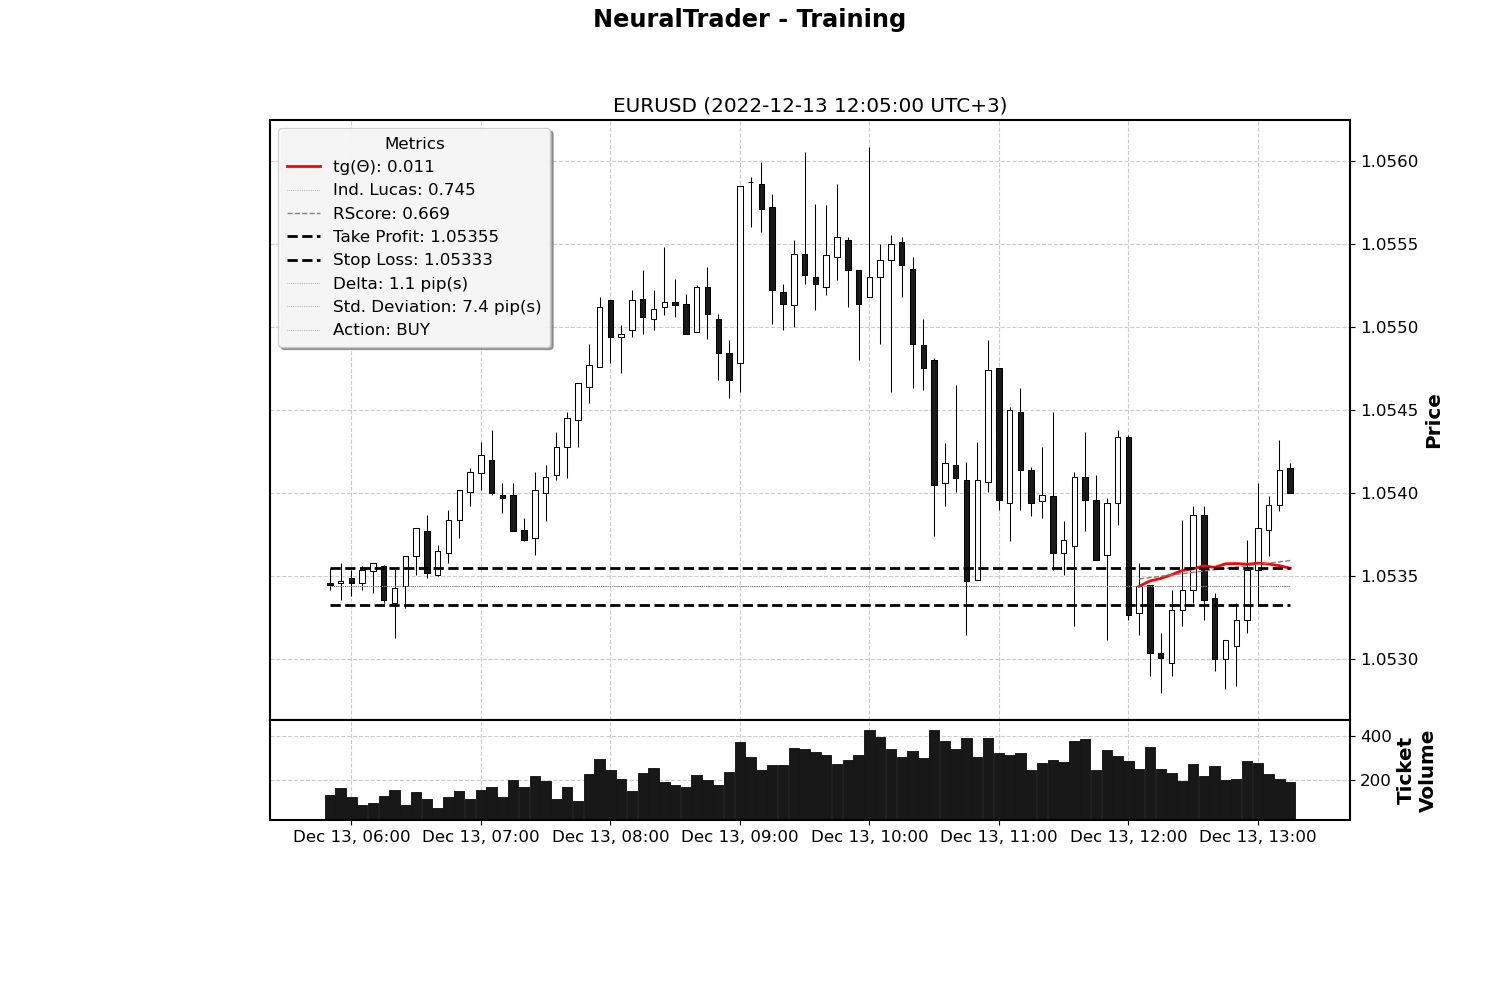 NeuralTrader - Training
EURUSD (2022-12-13 12:05:00 UTC+3)
Metrics
tg(Θ): 0.011
Ind. Lucas: 0.745
RScore: 0.669
Take Profit: 1.05355
Stop Loss: 1.05333
Delta: 1.1 pip(s)
Std. Deviation: 7.4 pip(s)
Action: BUY
1.0560
1.0555
1.0550
1.0545
1.0540
1.0535
1.0530
Price
400
200
Ticket
Volume
Dec 13, 06:00 Dec 13, 07:00 Dec 13, 08:00 Dec 13, 09:00 Dec 13, 10:00 Dec 13, 11:00 Dec 13, 12:00 Dec 13, 13:00